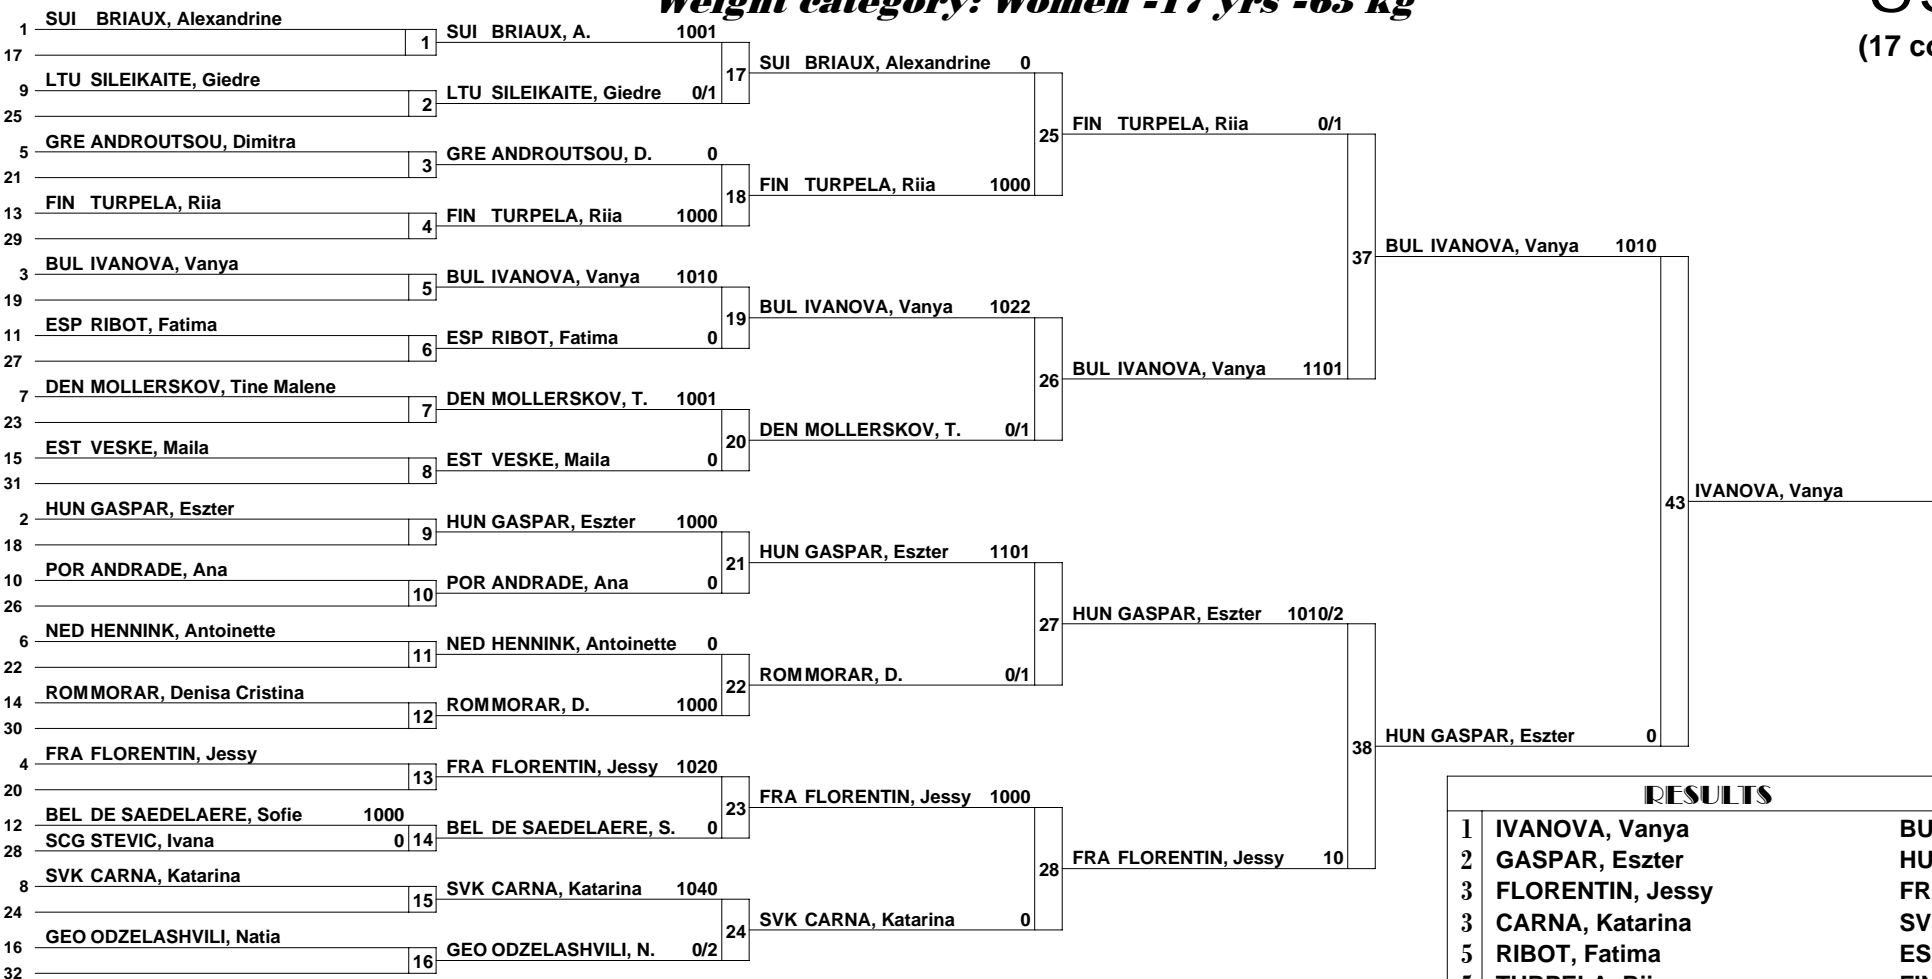 Weight category: Women -17 yrs -63 kg
(17
1 SUI BRIAUX, Alexandrine
17
1 SUI BRIAUX, A. 1001
9 LTU SILEIKAITE, Giedre
25
2 LTU SILEIKAITE, Giedre 0/1
17 SUI BRIAUX, Alexandrine 0
5 GRE ANDROUTSOU, Dimitra
21
3 GRE ANDROUTSOU, D. 0
13 FIN TURPELA, Riia
29
4 FIN TURPELA, Riia 1000
18 FIN TURPELA, Riia 1000
25 FIN TURPELA, Riia 0/1
3 BUL IVANOVA, Vanya
19
5 BUL IVANOVA, Vanya 1010
11 ESP RIBOT, Fatima
27
6 ESP RIBOT, Fatima 0
19 BUL IVANOVA, Vanya 1022
7 DEN MOLLERSKOV, Tine Malene
23
7 DEN MOLLERSKOV, T. 1001
15 EST VESKE, Maila
31
8 EST VESKE, Maila 0
20 DEN MOLLERSKOV, T. 0/1
26 BUL IVANOVA, Vanya 1101
37 BUL IVANOVA, Vanya 1010
2 HUN GASPAR, Eszter
18
9 HUN GASPAR, Eszter 1000
10 POR ANDRADE, Ana
26
10 POR ANDRADE, Ana 0
21 HUN GASPAR, Eszter 1101
6 NED HENNINK, Antoinette
22
11 NED HENNINK, Antoinette 0
14 ROM MORAR, Denisa Cristina
30
12 ROM MORAR, D. 1000
22 ROM MORAR, D. 0/1
27 HUN GASPAR, Eszter 1010/2
4 FRA FLORENTIN, Jessy
20
13 FRA FLORENTIN, Jessy 1020
12 BEL DE SAEDELAERE, Sofie 1000
28 SCG STEVIC, Ivana 0
14 BEL DE SAEDELAERE, S. 0
23 FRA FLORENTIN, Jessy 1000
8 SVK CARNA, Katarina
24
15 SVK CARNA, Katarina 1040
16 GEO ODZELASHVILI, Natia
32
16 GEO ODZELASHVILI, N. 0/2
24 SVK CARNA, Katarina 0
28 FRA FLORENTIN, Jessy 10
38 HUN GASPAR, Eszter 0
43 IVANOVA, Vanya
RESULTS
1 IVANOVA, Vanya BU
2 GASPAR, Eszter HU
3 FLORENTIN, Jessy FR
3 CARNA, Katarina SV
5 RIBOT, Fatima ES